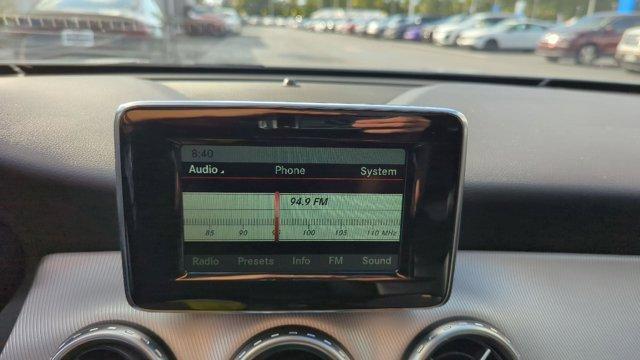 8:40
Audio Phone System
94.9 FM
85 90 95 100 105 110 MHz
Radio Presets Info FM Sound